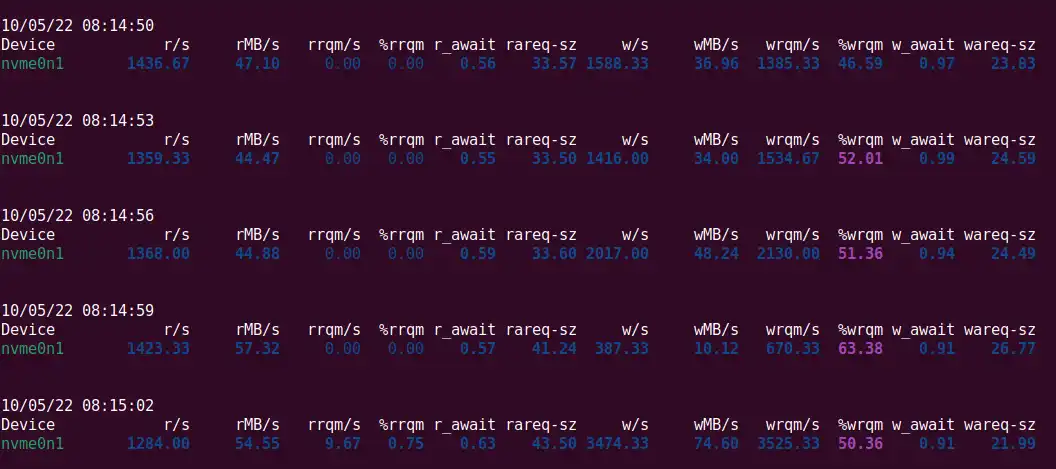 10/05/22 08:14:50
Device r/s rMB/s rrqm/s %rrqm r_await rareq-sz w/s wMB/s wrqm/s %wrqm w_await wareq-sz
nvme0n1 1436.67 47.10 0.00 0.00 0.56 33.57 1588.33 36.96 1385.33 46.59 0.97 23.83
10/05/22 08:14:53
Device r/s rMB/s rrqm/s %rrqm r_await rareq-sz w/s wMB/s wrqm/s %wrqm w_await wareq-sz
nvme0n1 1359.33 44.47 0.00 0.00 0.55 33.50 1416.00 34.00 1534.67 52.01 0.99 24.59
10/05/22 08:14:56
Device r/s rMB/s rrqm/s %rrqm r_await rareq-sz w/s wMB/s wrqm/s %wrqm w_await wareq-sz
nvme0n1 1368.00 44.88 0.00 0.00 0.59 33.60 2017.00 48.24 2130.00 51.36 0.94 24.49
10/05/22 08:14:59
Device r/s rMB/s rrqm/s %rrqm r_await rareq-sz w/s wMB/s wrqm/s %wrqm w_await wareq-sz
nvme0n1 1423.33 57.32 0.00 0.00 0.57 41.24 387.33 10.12 670.33 63.38 0.91 26.77
10/05/22 08:15:02
Device r/s rMB/s rrqm/s %rrqm r_await rareq-sz w/s wMB/s wrqm/s %wrqm w_await wareq-sz
nvme0n1 1284.00 54.55 9.67 0.75 0.63 43.50 3474.33 74.60 3525.33 50.36 0.91 21.99